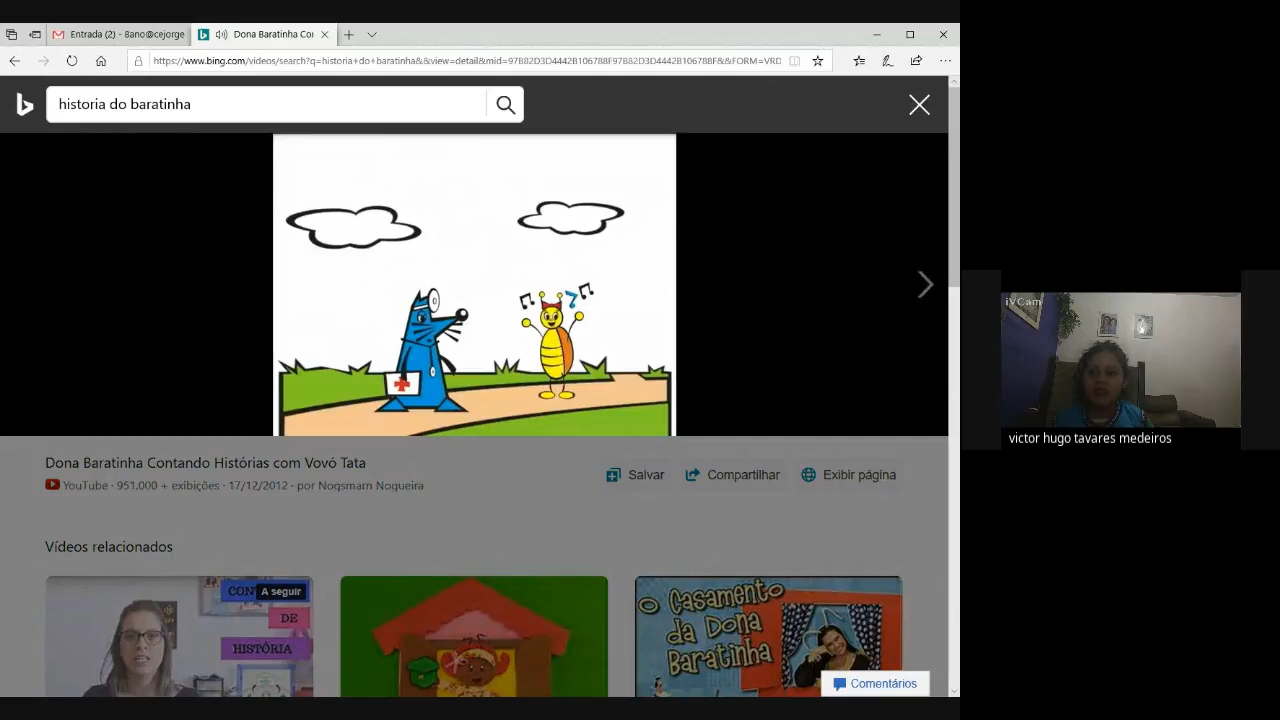 Entrada (2) - 8ano@cejorge
Dona Baratinha Co
https://www.bing.com/videos/search?q=historia+do+baratinha&&view=detail&mid=97B82D3D4442B106788F97B82D3D4442B106788F&&FORM=VRD
historia do baratinha
iVCam
victor hugo tavares medeiros
Dona Baratinha Contando Histórias com Vovó Tata
YouTube · 951.000 + exibições · 17/12/2012 · por Nogsmarn Nogueira
Salvar
Compartilhar
Exibir página
Vídeos relacionados
A seguir
DE
HISTÓRIA
O Casamento
da Dona
Baratinha
Comentários